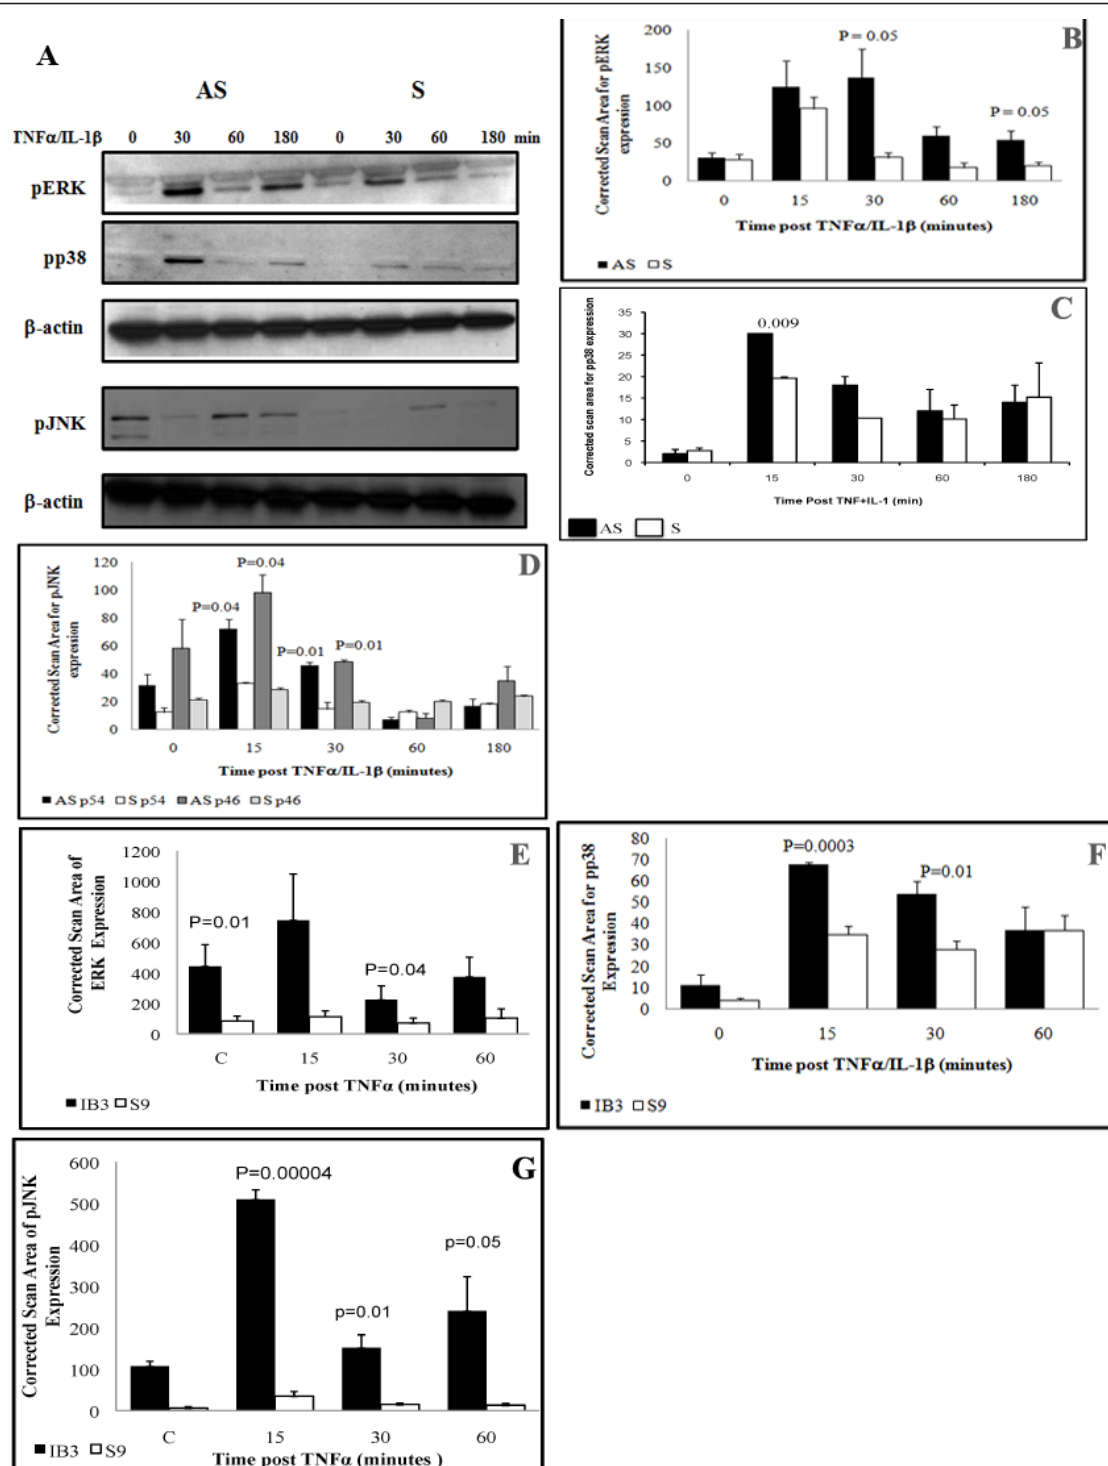 A
AS S
TNFα/IL-1β 0 30 60 180 0 30 60 180 min
pERK
pp38
β-actin
pJNK
β-actin
B
Corrected Scan Area for pERK
expression
200
150
100
50
0
P = 0.05
P = 0.05
0 15 30 60 180
Time post TNFα/IL-1β (minutes)
AS S
C
Corrected scan area for pp38 expression
35
30
25
20
15
10
5
0
0.009
0 15 30 60 180
Time Post TNF+IL-1 (min)
AS S
D
Corrected Scan Area for pJNK
expression
120
100
80
60
40
20
0
P=0.04
P=0.04
P=0.01
P=0.01
0 15 30 60 180
Time post TNFα/IL-1β (minutes)
AS p54 S p54 AS p46 S p46
E
Corrected Scan Area of
ERK Expression
1200
1000
800
600
400
200
0
P=0.01
P=0.04
C 15 30 60
Time post TNFα (minutes)
IB3 S9
F
Corrected Scan Area for pp38
Expression
80
70
60
50
40
30
20
10
0
P=0.0003
P=0.01
0 15 30 60
Time post TNFα/IL-1β (minutes)
IB3 S9
G
Corrected Scan Area of pJNK
Expression
600
500
400
300
200
100
0
P=0.00004
p=0.01
p=0.05
C 15 30 60
Time post TNFα (minutes )
IB3 S9